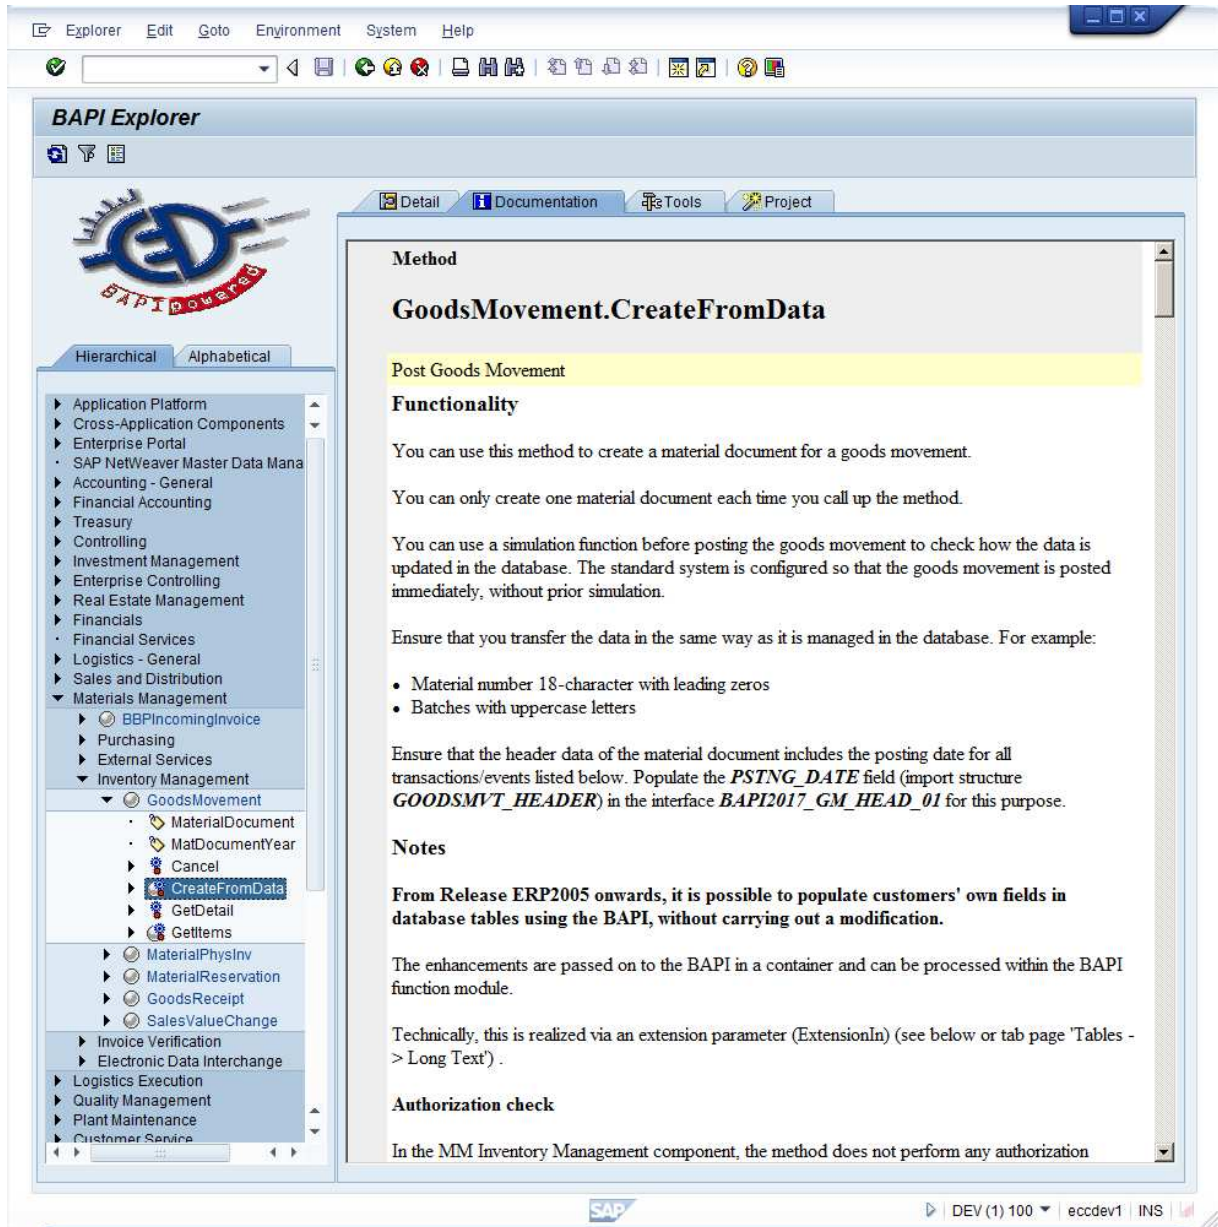 Explorer Edit Goto Environment System Help
BAPI Explorer
Detail Documentation Tools Project
BAPI powered
Hierarchical Alphabetical
Application Platform
Cross-Application Components
Enterprise Portal
SAP NetWeaver Master Data Mana
Accounting - General
Financial Accounting
Treasury
Controlling
Investment Management
Enterprise Controlling
Real Estate Management
Financials
Financial Services
Logistics - General
Sales and Distribution
Materials Management
BBPIncomingInvoice
Purchasing
External Services
Inventory Management
GoodsMovement
MaterialDocument
MatDocumentYear
Cancel
CreateFromData
GetDetail
GetItems
MaterialPhysInv
MaterialReservation
GoodsReceipt
SalesValueChange
Invoice Verification
Electronic Data Interchange
Logistics Execution
Quality Management
Plant Maintenance
Customer Service
Method
GoodsMovement.CreateFromData
Post Goods Movement
Functionality
You can use this method to create a material document for a goods movement.
You can only create one material document each time you call up the method.
You can use a simulation function before posting the goods movement to check how the data is
updated in the database. The standard system is configured so that the goods movement is posted
immediately, without prior simulation.
Ensure that you transfer the data in the same way as it is managed in the database. For example:
• Material number 18-character with leading zeros
• Batches with uppercase letters
Ensure that the header data of the material document includes the posting date for all
transactions/events listed below. Populate the PSTNG_DATE field (import structure
GOODSMVT_HEADER) in the interface BAPI2017_GM_HEAD_01 for this purpose.
Notes
From Release ERP2005 onwards, it is possible to populate customers' own fields in
database tables using the BAPI, without carrying out a modification.
The enhancements are passed on to the BAPI in a container and can be processed within the BAPI
function module.
Technically, this is realized via an extension parameter (ExtensionIn) (see below or tab page 'Tables -
> Long Text') .
Authorization check
In the MM Inventory Management component, the method does not perform any authorization
SAP
DEV (1) 100 eccdev1 INS